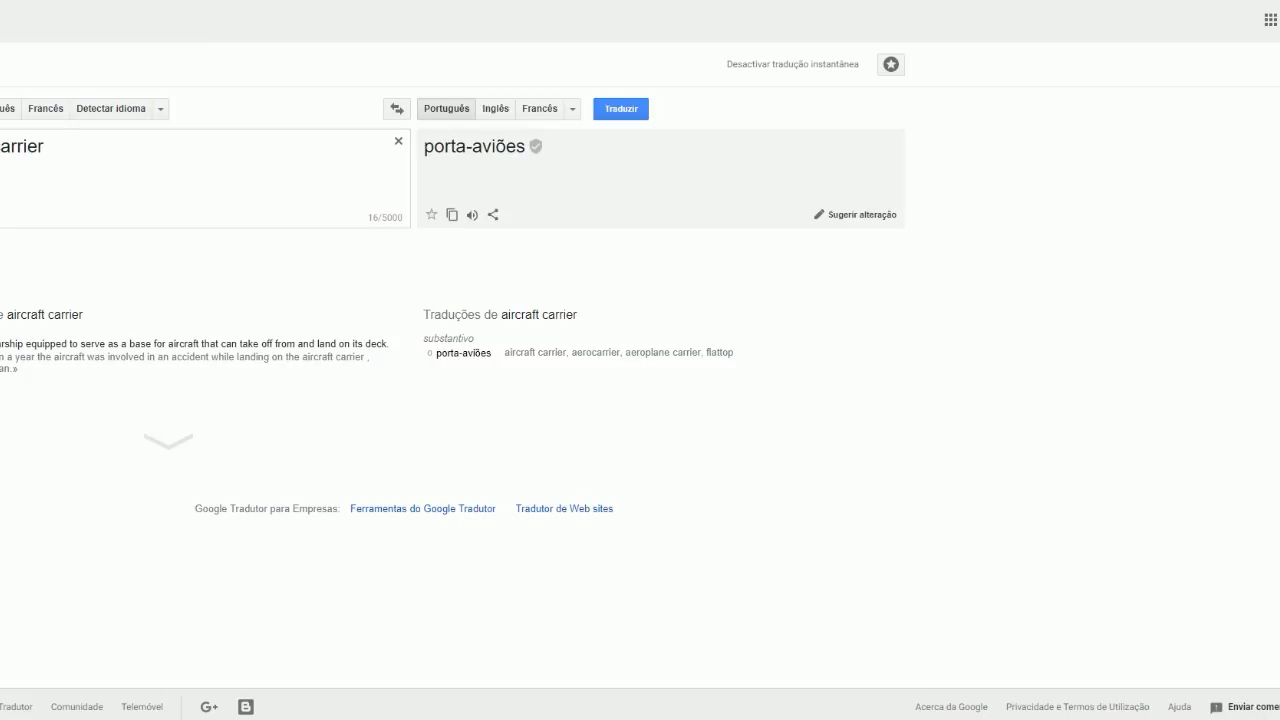 Desactivar tradução instantânea
uês Francês Detectar idioma Português Inglês Francês Traduzir
arrier porta-aviões
16/5000 Sugerir alteração
e aircraft carrier Traduções de aircraft carrier
substantivo
arship equipped to serve as a base for aircraft that can take off from and land on its deck.
porta-aviões aircraft carrier, aerocarrier, aeroplane carrier, flattop
n a year the aircraft was involved in an accident while landing on the aircraft carrier ,
an.»
Google Tradutor para Empresas: Ferramentas do Google Tradutor Tradutor de Web sites
Tradutor Comunidade Telemóvel G+ B Acerca da Google Privacidade e Termos de Utilização Ajuda Enviar come